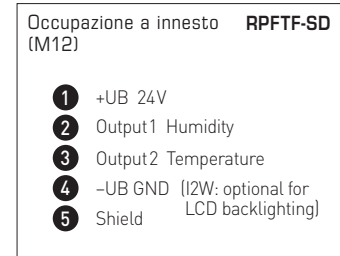 Occupazione a innesto RPFTF-SD
(M12)
1 +UB 24V
2 Output1 Humidity
3 Output2 Temperature
4 –UB GND (I2W: optional for
LCD backlighting)
5 Shield